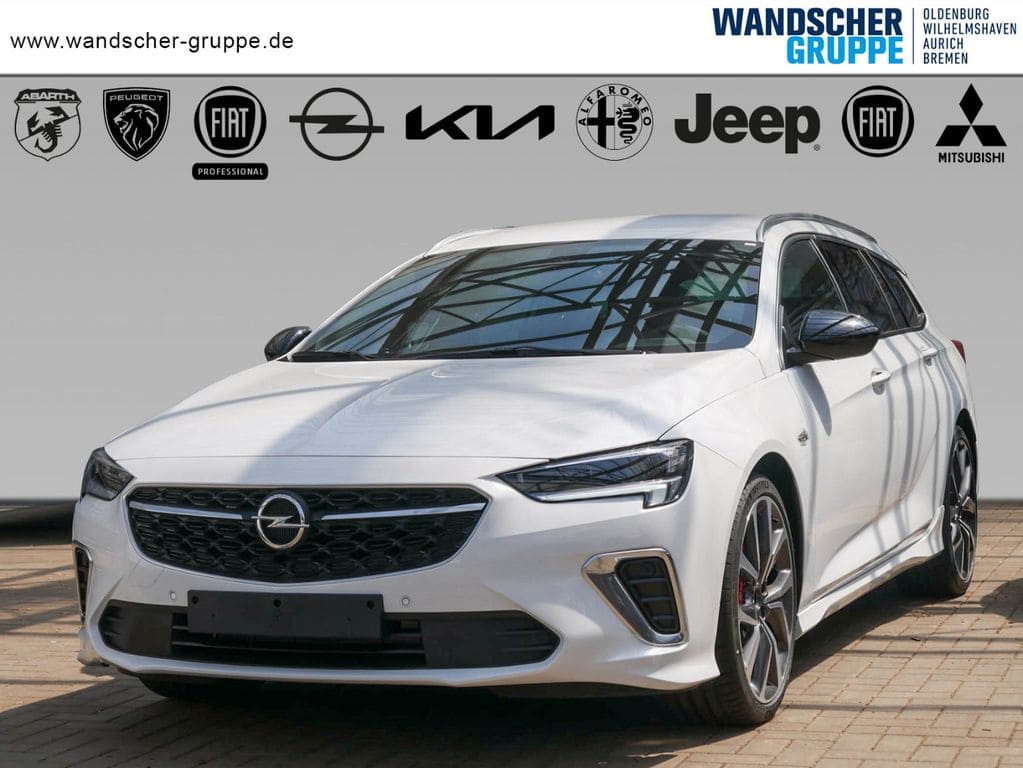 www.wandscher-gruppe.de
WANDSCHER
GRUPPE
OLDENBURG
WILHELMSHAVEN
AURICH
BREMEN
ABARTH
PEUGEOT
FIAT
PROFESSIONAL
KIA
ALFA ROMEO
Jeep
®
FIAT
MITSUBISHI